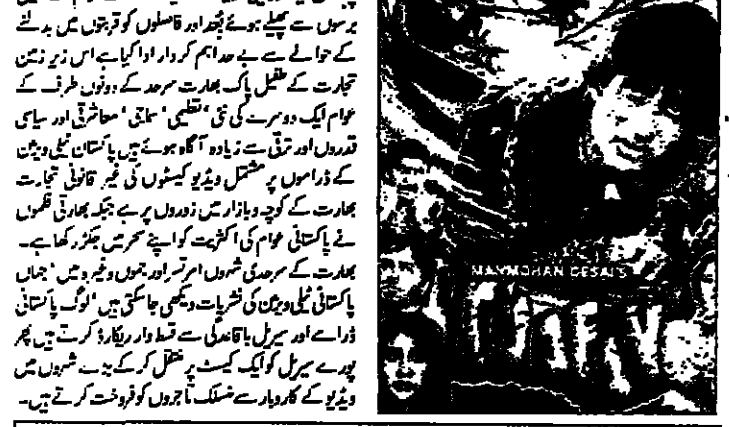 برسوں سے پھیلے ہوئے بُعد اور فاصلوں کو قربتوں میں بدلنے
کے حوالے سے بے حد اہم کردار ادا کیا ہے اس زیر زمین
تجارت کے طفیل پاک بھارت سرحد کے دونوں طرف کے
عوام ایک دوسرے کی نئی ' تعلیمی ' سماجی ' معاشرتی اور سیاسی
قدروں اور ترقی سے زیادہ آگاہ ہوئے ہیں پاکستان ٹیلی ویژن
کے ڈراموں پر مشتمل ویڈیو کیسٹوں کی غیر قانونی تجارت
بھارت کے کوچہ و بازار میں زوروں پر ہے جبکہ بھارتی فلموں
نے پاکستانی عوام کی اکثریت کو اپنے سحر میں جکڑ رکھا ہے۔
بھارت کے سرحدی شہروں امرتسر اور جموں وغیرہ میں ' جہاں
پاکستانی ٹیلی ویژن کی نشریات دیکھی جا سکتی ہیں ' لوگ پاکستانی
ڈرامے اور سیریل باقاعدگی سے قسط وار ریکارڈ کرتے ہیں پھر
پورے سیریل کو ایک کیسٹ پر منتقل کر کے بڑے شہروں میں
ویڈیو کے کاروبار سے منسلک تاجروں کو فروخت کرتے ہیں۔
MANMOHAN DESAI'S